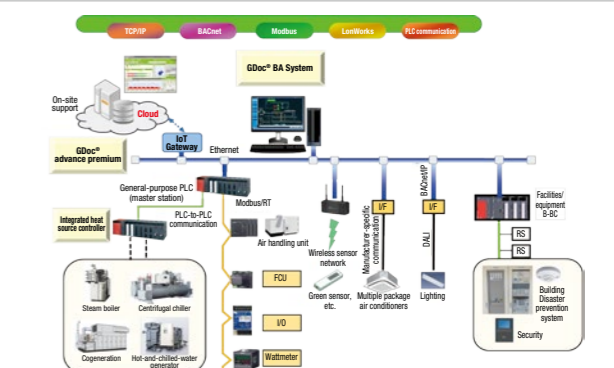 TCP/IP
BACnet
Modbus
LonWorks
PLC communication
GDoc® BA System
On-site
support
Cloud
IoT
Gateway
GDoc®
advance premium
Ethernet
General-purpose PLC
(master station)
Modbus/RT
Integrated heat
source controller
PLC-to-PLC
communication
Air handling unit
FCU
I/O
Wattmeter
Wireless sensor
network
Green sensor,
etc.
Manufacturer-specific
communication
I/F
Multiple package
air conditioners
BACnet/IP
I/F
DALI
Lighting
Facilities/
equipment
B-BC
RS
RS
Building
Disaster
prevention
system
Security
Steam boiler
Centrifugal chiller
Cogeneration
Hot-and-chilled-water
generator